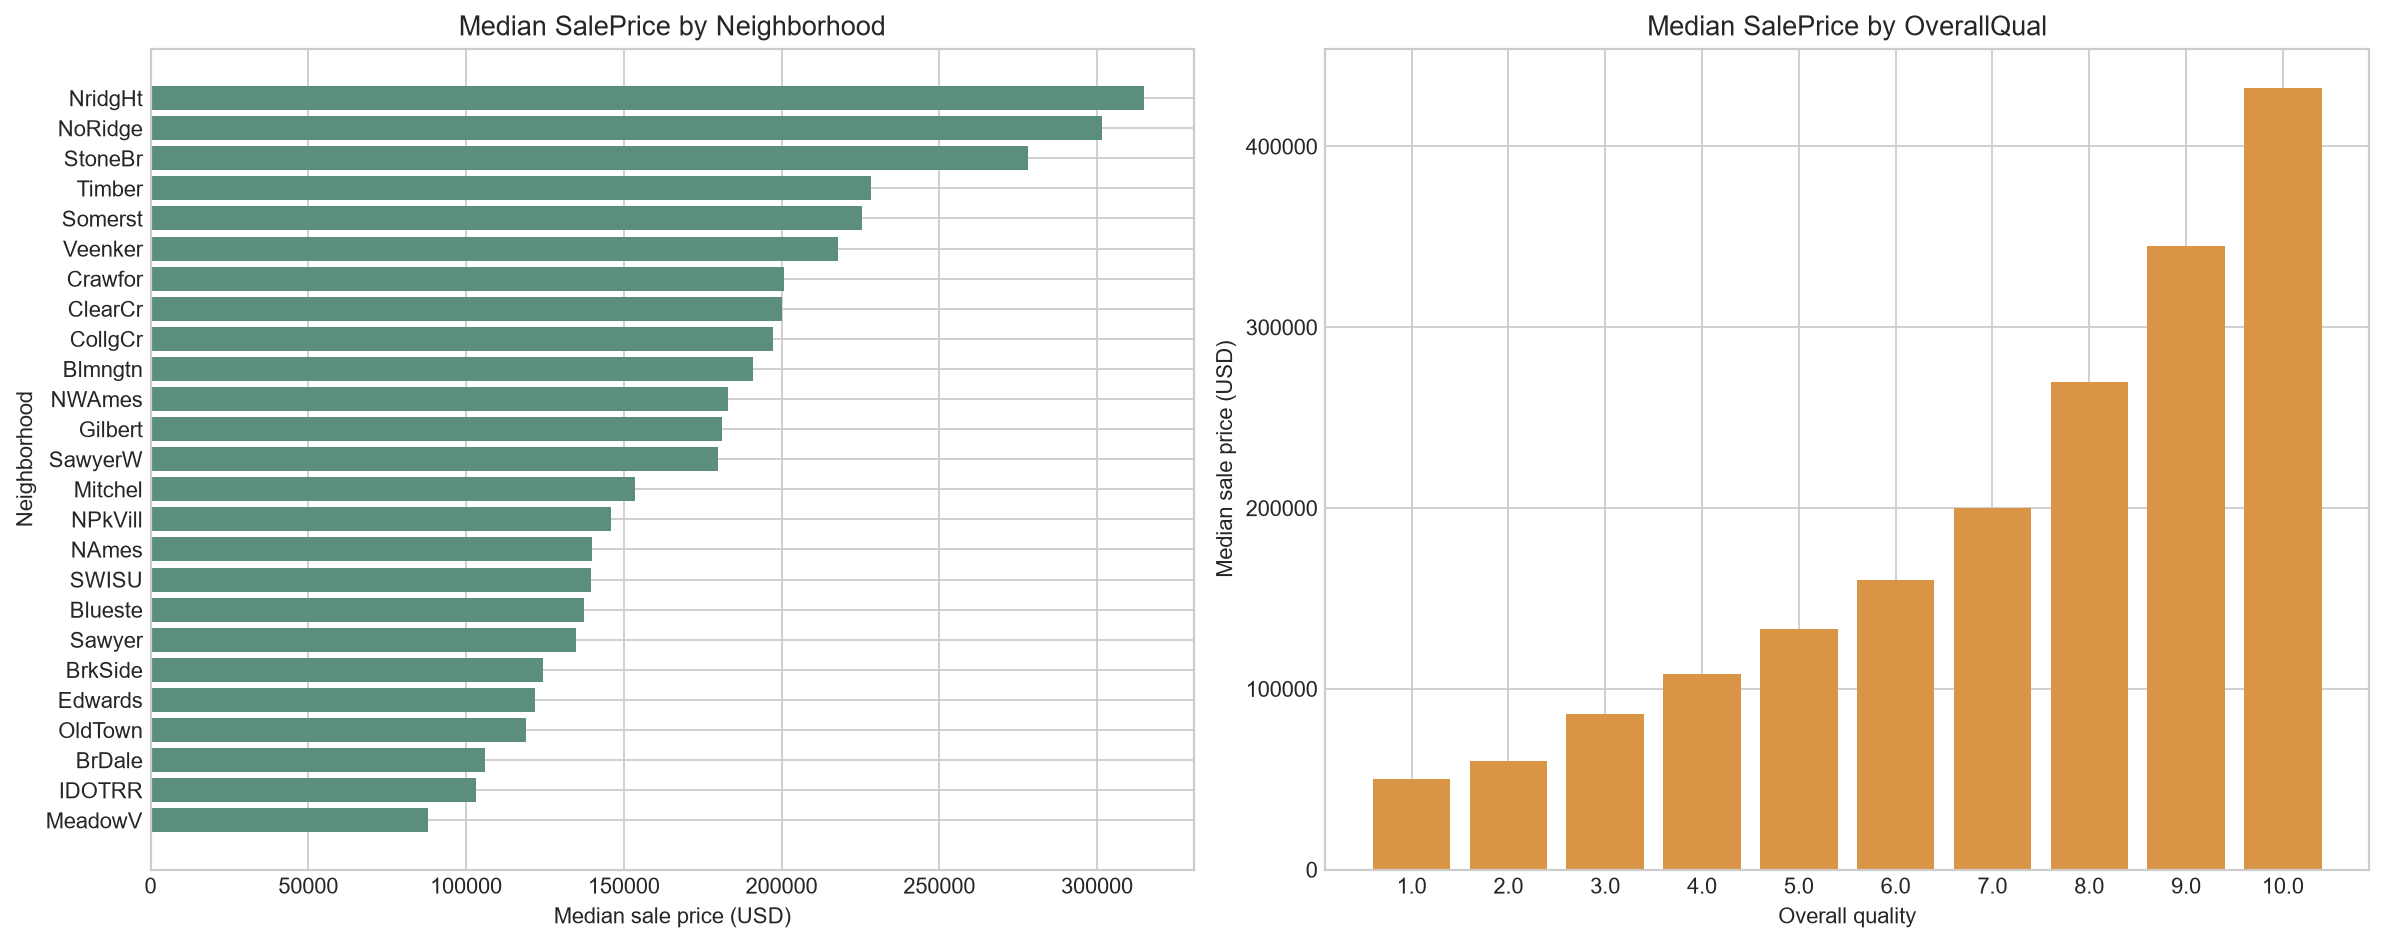 Median SalePrice by Neighborhood
Neighborhood
NridgHt
NoRidge
StoneBr
Timber
Somerst
Veenker
Crawfor
ClearCr
CollgCr
Blmngtn
NWAmes
Gilbert
SawyerW
Mitchel
NPkVill
NAmes
SWISU
Blueste
Sawyer
BrkSide
Edwards
OldTown
BrDale
IDOTRR
MeadowV
0 50000 100000 150000 200000 250000 300000
Median sale price (USD)
Median SalePrice by OverallQual
Median sale price (USD)
400000
300000
200000
100000
0
1.0 2.0 3.0 4.0 5.0 6.0 7.0 8.0 9.0 10.0
Overall quality